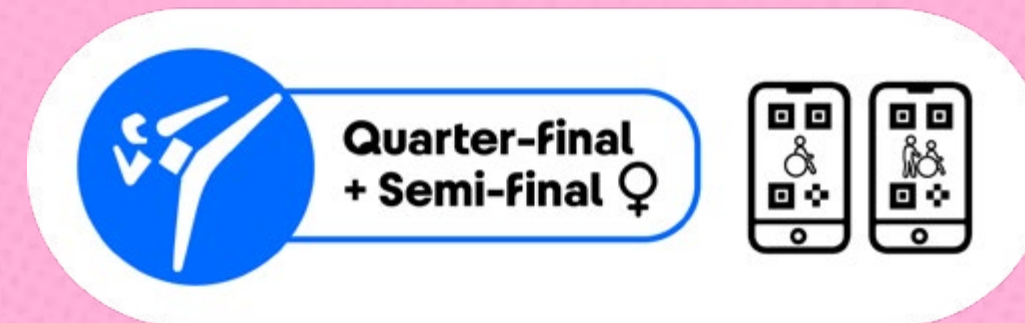 Quarter-final
+ Semi-final ♀